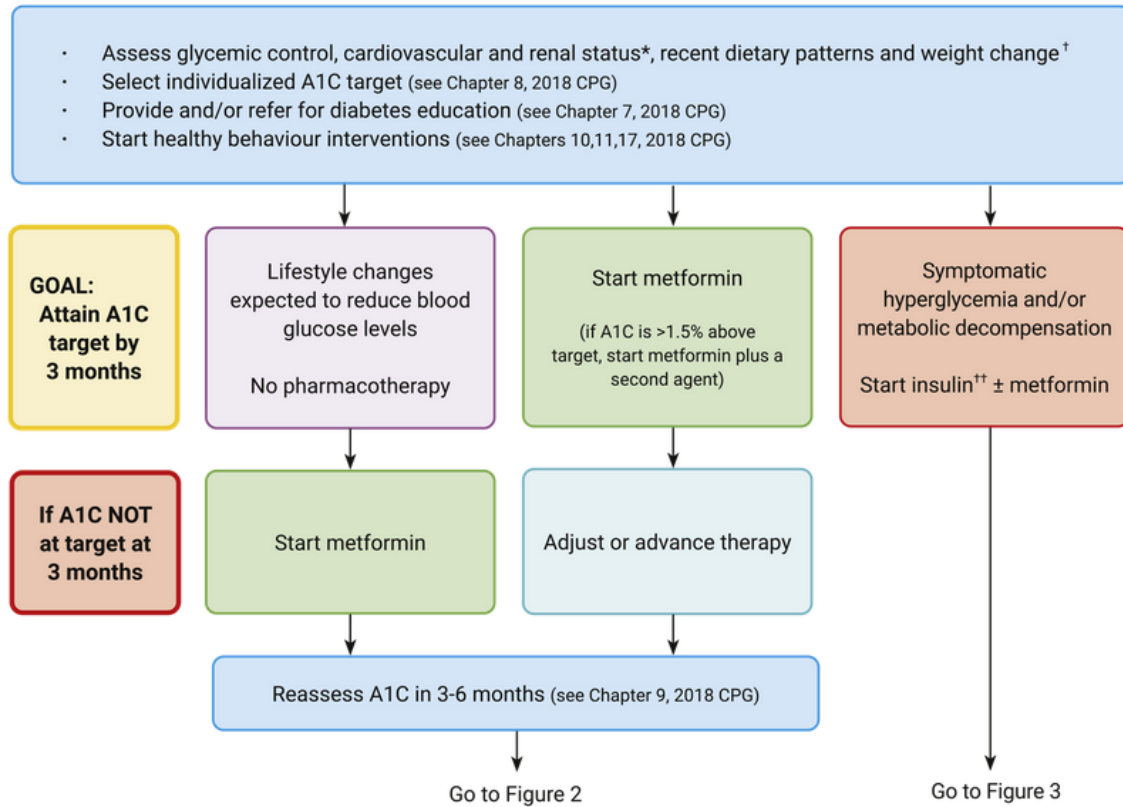 · Assess glycemic control, cardiovascular and renal status*, recent dietary patterns and weight change†
· Select individualized A1C target (see Chapter 8, 2018 CPG)
· Provide and/or refer for diabetes education (see Chapter 7, 2018 CPG)
· Start healthy behaviour interventions (see Chapters 10,11,17, 2018 CPG)
GOAL:
Attain A1C
target by
3 months
Lifestyle changes
expected to reduce blood
glucose levels
No pharmacotherapy
Start metformin
(if A1C is >1.5% above
target, start metformin plus a
second agent)
Symptomatic
hyperglycemia and/or
metabolic decompensation
Start insulin†† ± metformin
If A1C NOT
at target at
3 months
Start metformin
Adjust or advance therapy
Reassess A1C in 3-6 months (see Chapter 9, 2018 CPG)
Go to Figure 2
Go to Figure 3